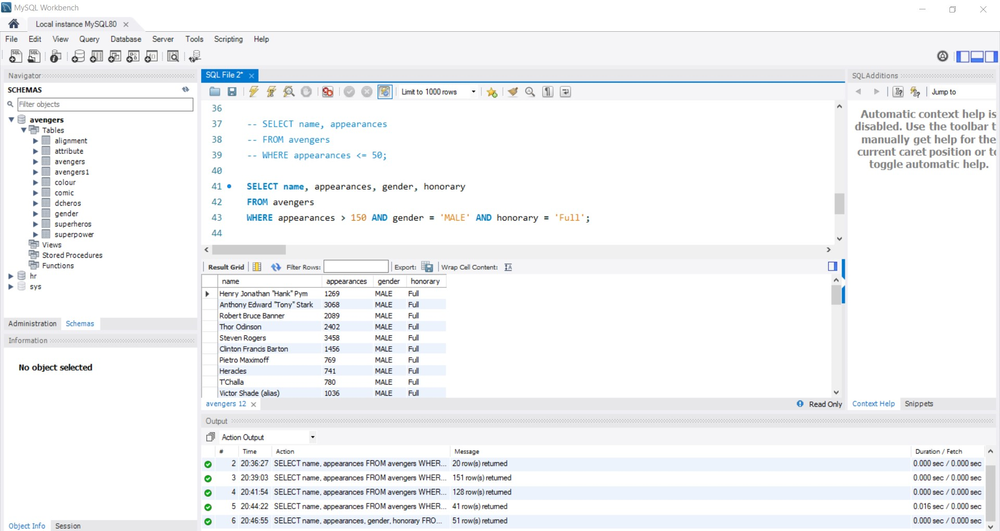 MySQL Workbench
Local instance MySQL80
File Edit View Query Database Server Tools Scripting Help
Navigator
SCHEMAS
Filter objects
avengers
Tables
alignment
attribute
avengers
avengers1
colour
comic
dcheros
gender
superheros
superpower
Views
Stored Procedures
Functions
hr
sys
Administration Schemas
Information
No object selected
Object Info Session
SQL File 2*
Limit to 1000 rows
36
37 -- SELECT name, appearances
38 -- FROM avengers
39 -- WHERE appearances <= 50;
40
41 SELECT name, appearances, gender, honorary
42 FROM avengers
43 WHERE appearances > 150 AND gender = 'MALE' AND honorary = 'Full';
44
Result Grid Filter Rows: Export: Wrap Cell Content: IA
name appearances gender honorary
Henry Jonathan "Hank" Pym 1269 MALE Full
Anthony Edward "Tony" Stark 3068 MALE Full
Robert Bruce Banner 2089 MALE Full
Thor Odinson 2402 MALE Full
Steven Rogers 3458 MALE Full
Clinton Francis Barton 1456 MALE Full
Pietro Maximoff 769 MALE Full
Heracles 741 MALE Full
T'Challa 780 MALE Full
Victor Shade (alias) 1036 MALE Full
avengers 12 Read Only
SQLAdditions
Jump to
Automatic context help is
disabled. Use the toolbar t
manually get help for the
current caret position or to
toggle automatic help.
Context Help Snippets
Output
Action Output
# Time Action Message Duration / Fetch
2 20:36:27 SELECT name, appearances FROM avengers WHER... 20 row(s) returned 0.000 sec / 0.000 sec
3 20:39:03 SELECT name, appearances FROM avengers WHER... 151 row(s) returned 0.000 sec / 0.000 sec
4 20:41:54 SELECT name, appearances FROM avengers WHER... 128 row(s) returned 0.000 sec / 0.000 sec
5 20:44:22 SELECT name, appearances FROM avengers WHER... 41 row(s) returned 0.016 sec / 0.000 sec
6 20:46:55 SELECT name, appearances, gender, honorary FRO... 51 row(s) returned 0.000 sec / 0.000 sec